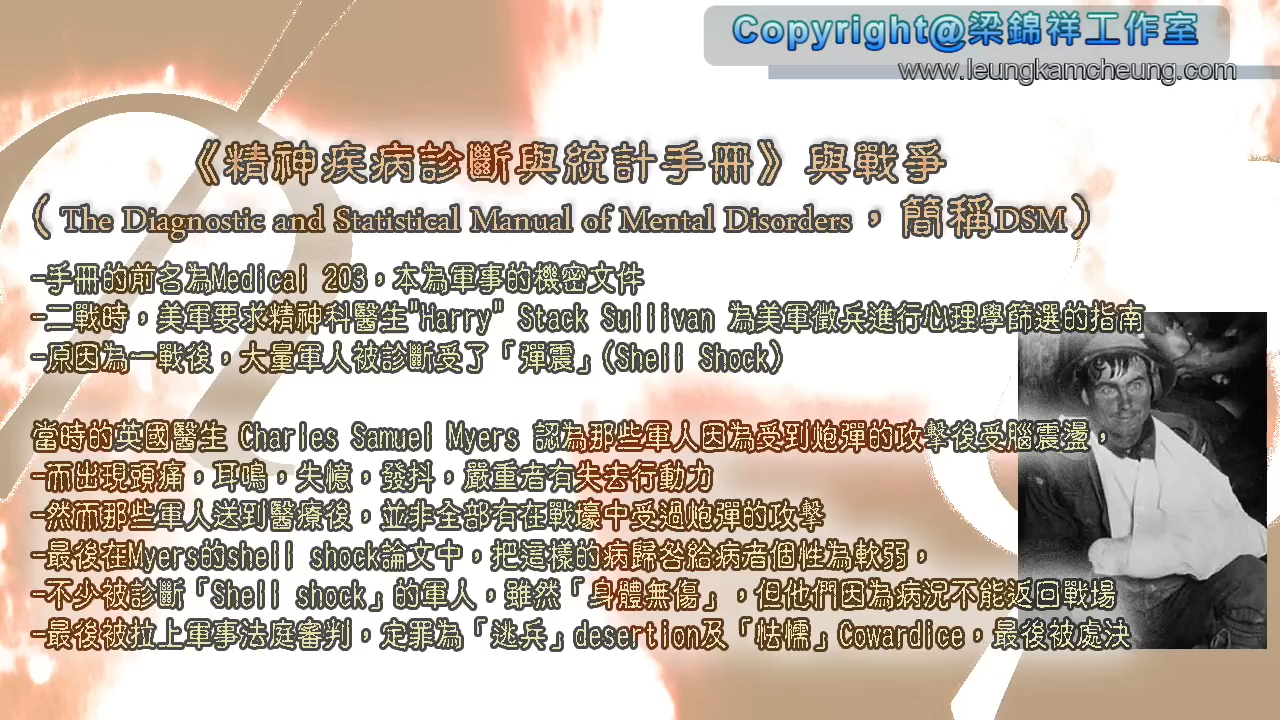 Copyright@梁錦祥工作室
www.leungkamcheung.com
《精神疾病診斷與統計手冊》與戰爭
（The Diagnostic and Statistical Manual of Mental Disorders，簡稱DSM）
-手冊的前名為Medical 203，本為軍事的機密文件
-二戰時，美軍要求精神科醫生"Harry" Stack Sullivan 為美軍徵兵進行心理學篩選的指南
-原因為一戰後，大量軍人被診斷受了「彈震」(Shell Shock)
當時的英國醫生 Charles Samuel Myers 認為那些軍人因為受到炮彈的攻擊後受腦震盪，
-而出現頭痛，耳鳴，失憶，發抖，嚴重者有失去行動力
-然而那些軍人送到醫療後，並非全部有在戰壕中受過炮彈的攻擊
-最後在Myers的shell shock論文中，把這樣的病歸咎給病者個性為軟弱，
-不少被診斷「Shell shock」的軍人，雖然「身體無傷」，但他們因為病況不能返回戰場
-最後被拉上軍事法庭審判，定罪為「逃兵」desertion及「怯懦」Cowardice，最後被處決